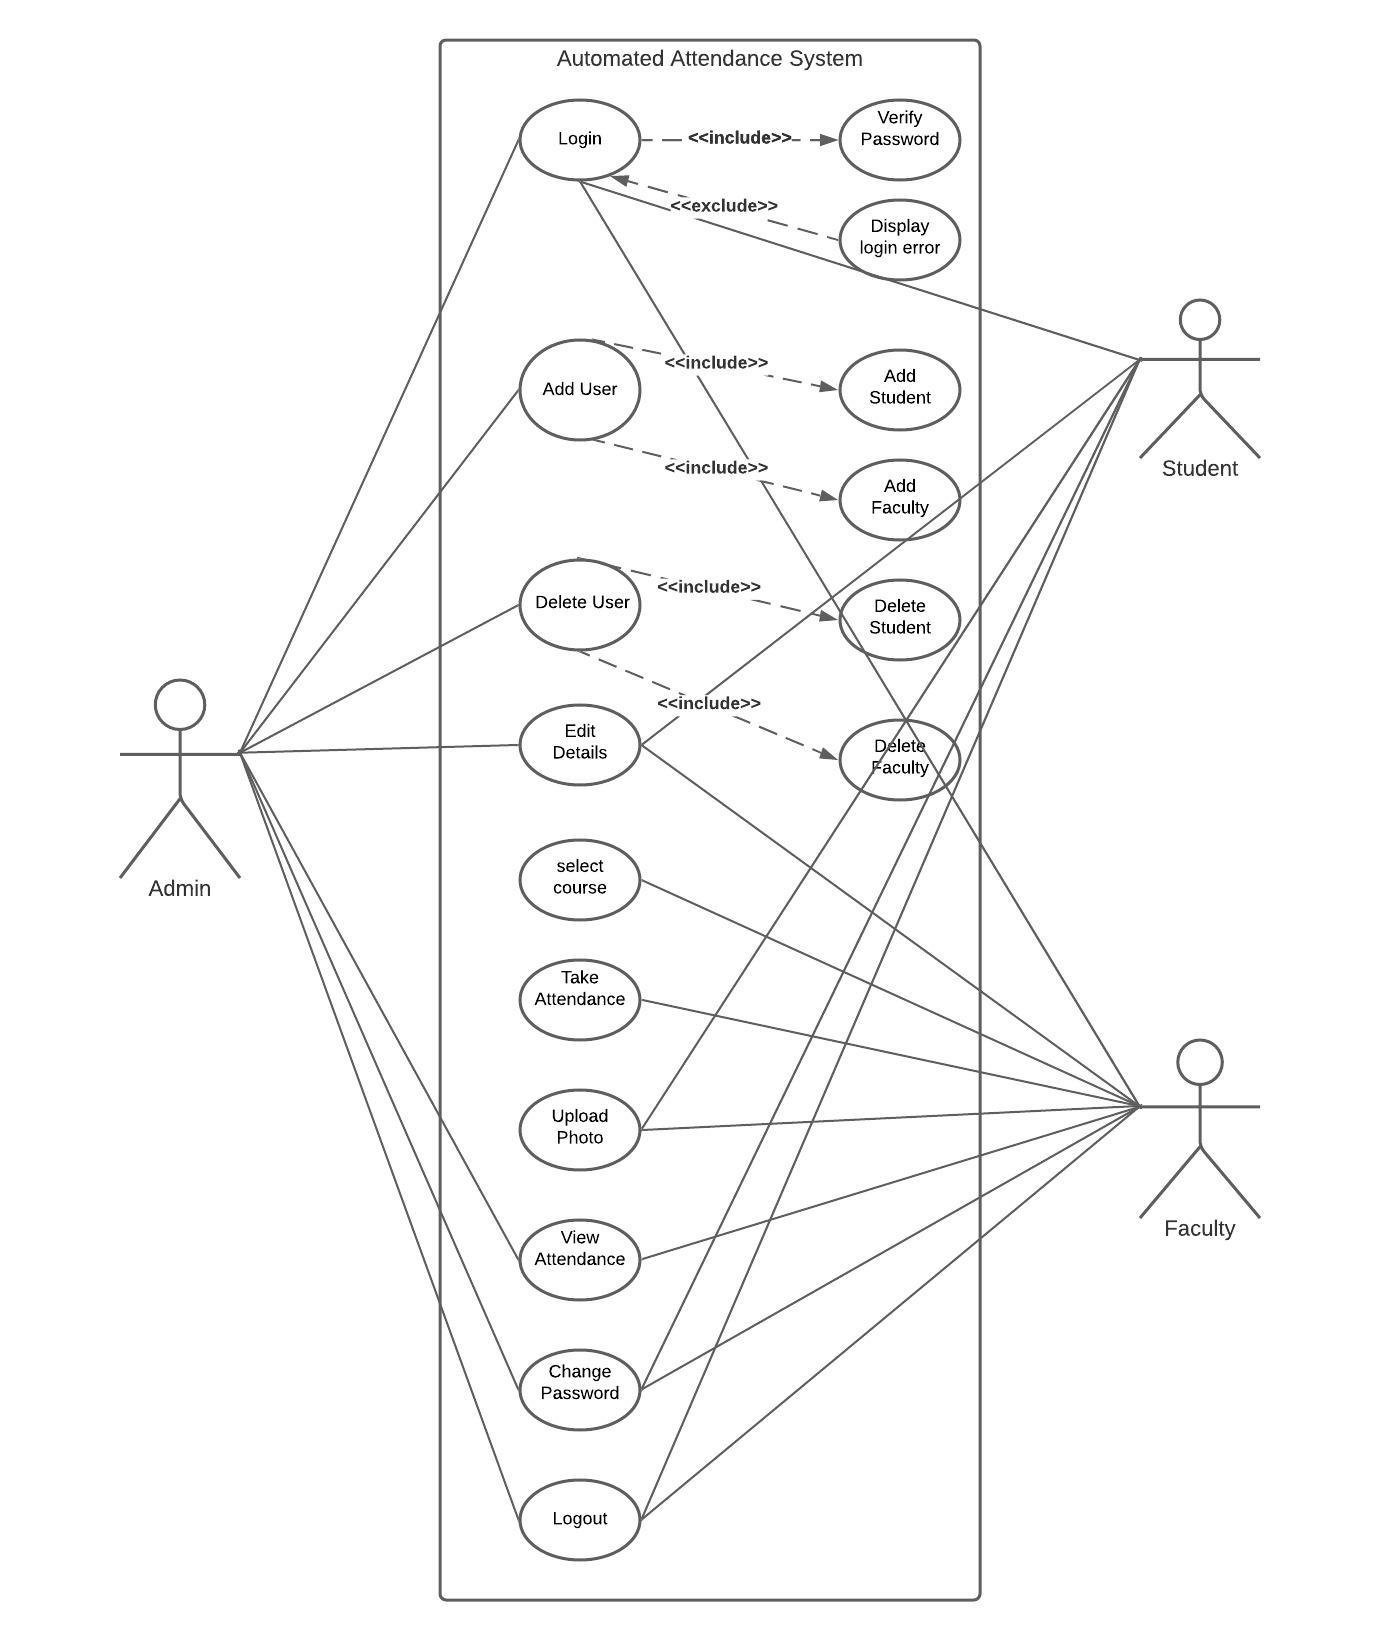 Automated Attendance System
Login
<<include>>
Verify
Password
<<exclude>>
Display
login error
Add User
<<include>>
Add
Student
<<include>>
Add
Faculty
Student
Delete User
<<include>>
Delete
Student
<<include>>
Delete
Faculty
Edit
Details
Admin
select
course
Take
Attendance
Upload
Photo
View
Attendance
Faculty
Change
Password
Logout